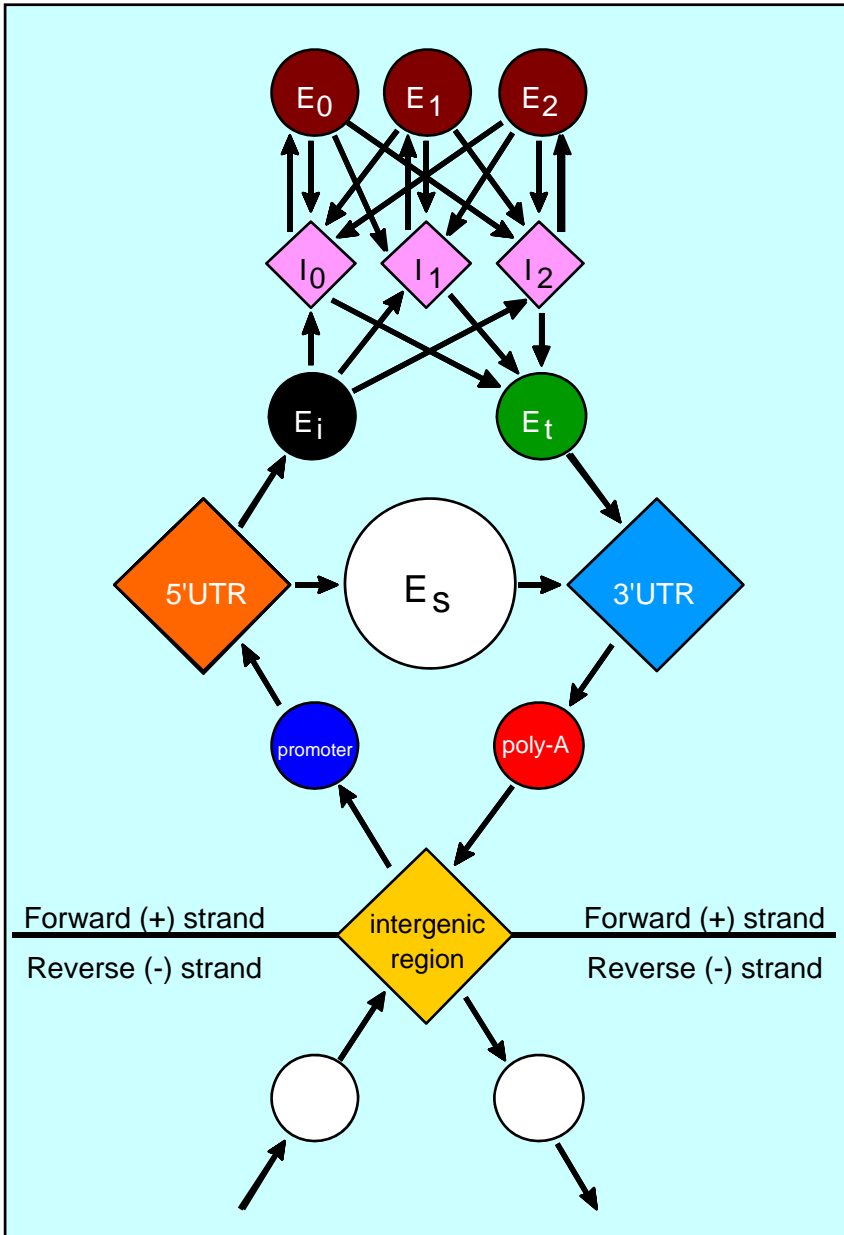 E0 E1 E2
I0 I1 I2
Ei Et
5'UTR Es 3'UTR
promoter poly-A
Forward (+) strand intergenic Forward (+) strand
Reverse (-) strand region Reverse (-) strand